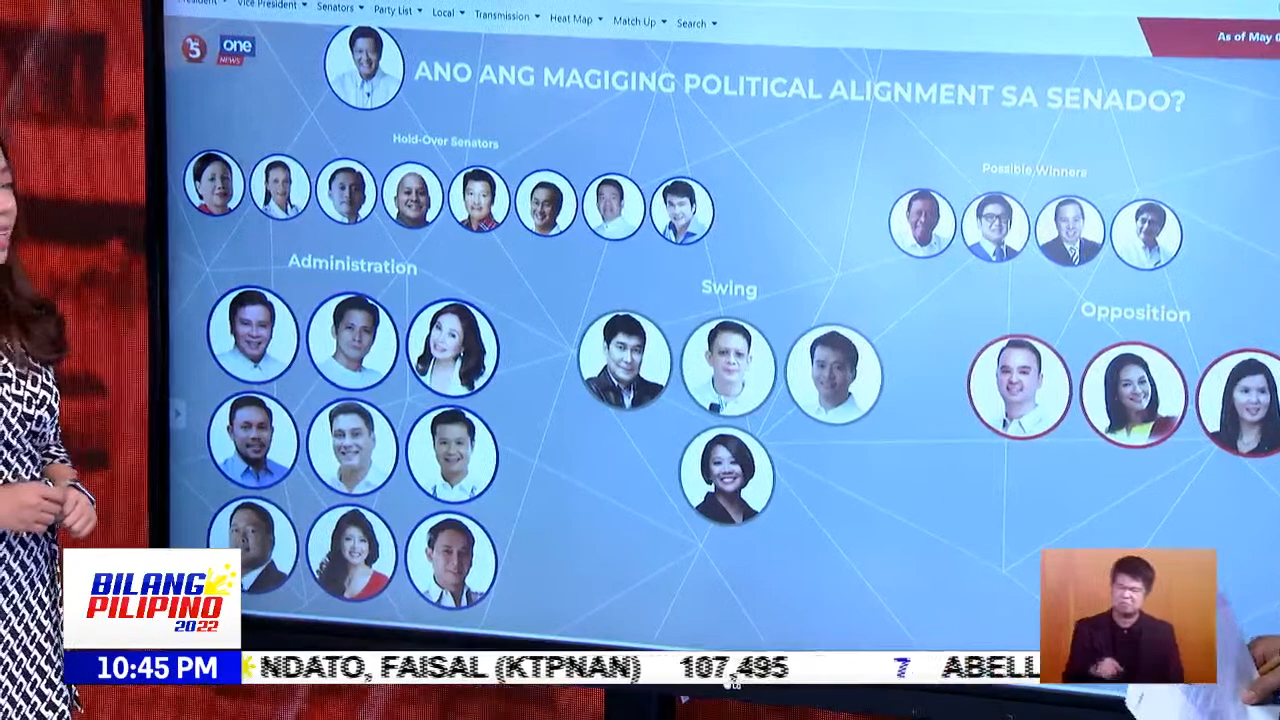 Vice President
Senators
Party List
Local
Transmission
Heat Map
Match Up
Search
As of May
5
one
NEWS
ANO ANG MAGIGING POLITICAL ALIGNMENT SA SENADO?
Hold-Over Senators
Possible Winners
Administration
Swing
Opposition
BILANG
PILIPINO
2022
10:45 PM
NDATO, FAISAL (KTPNAN) 107,495 7 ABELL